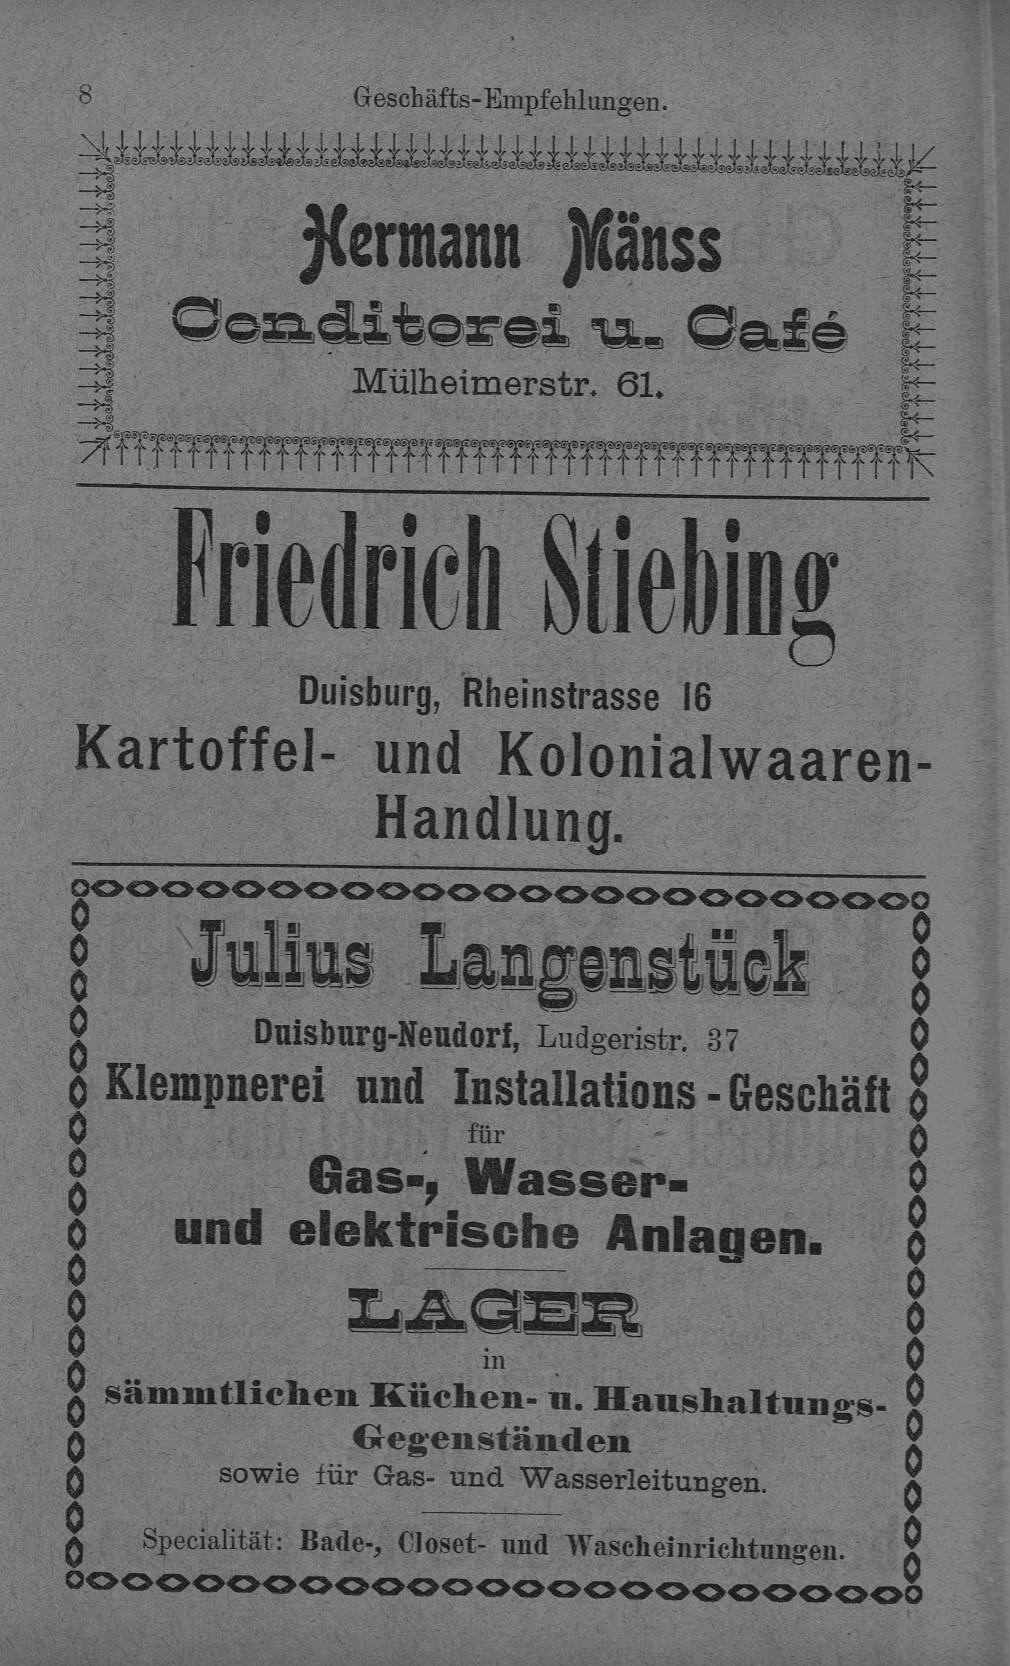 8
Geschäfts-Empfehlungen.
Hermann Mänss
Conditorei u. Café
Mülheimerstr. 61.
Friedrich Stiebing
Duisburg, Rheinstrasse 16
Kartoffel- und Kolonialwaaren-
Handlung.
Julius Langenstück
Duisburg-Neudorf, Ludgeristr. 37
Klempnerei und Installations-Geschäft
für
Gas-, Wasser-
und elektrische Anlagen.
LAGER
in
sämmtlichen Küchen- u. Haushaltungs-
Gegenständen
sowie für Gas- und Wasserleitungen.
Specialität: Bade-, Closet- und Wascheinrichtungen.